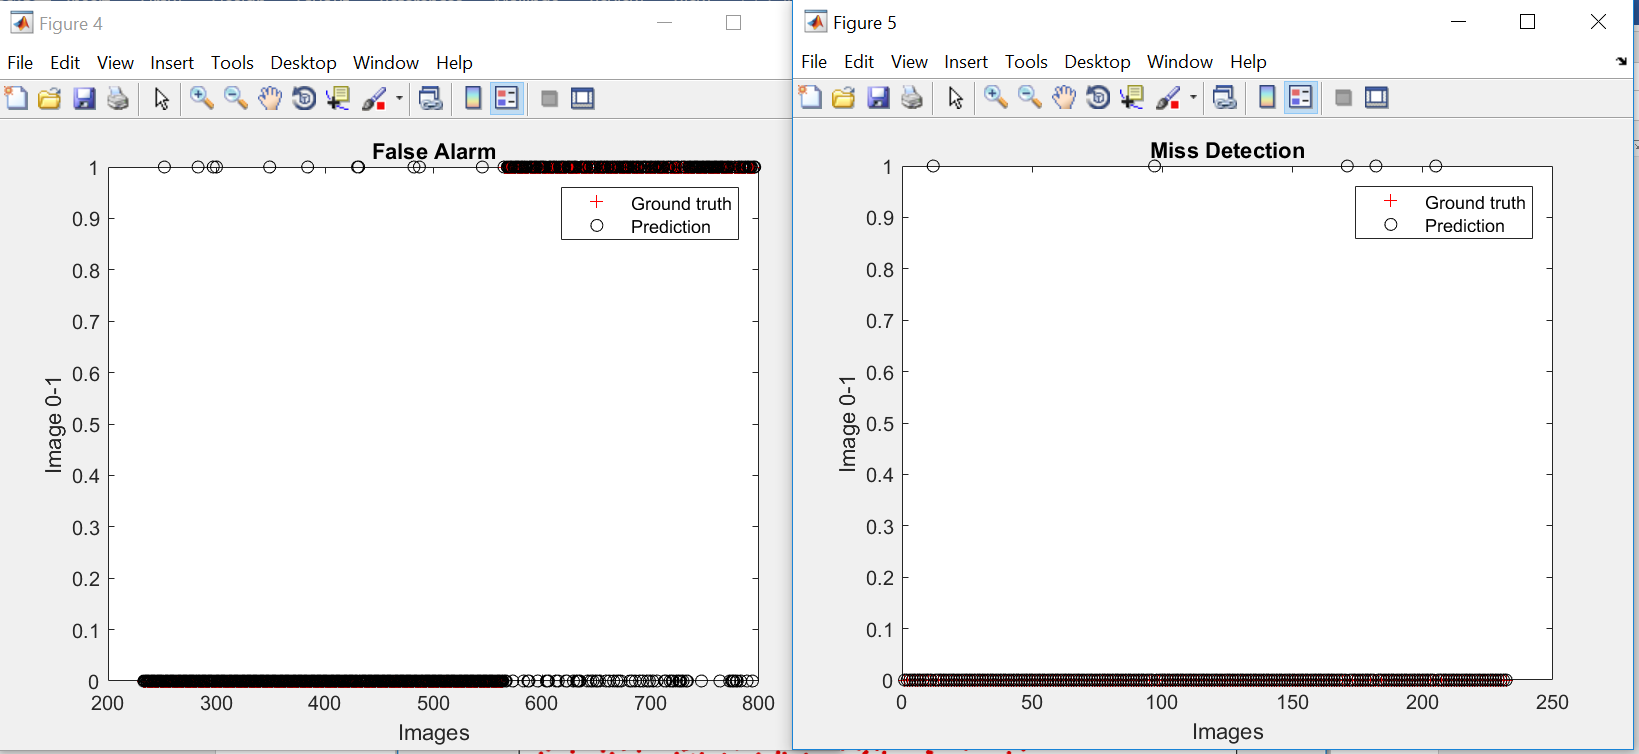 Figure 4
File Edit View Insert Tools Desktop Window Help
False Alarm
Ground truth
Prediction
1
0.9
0.8
0.7
0.6
0.5
0.4
0.3
0.2
0.1
0
Image 0-1
200 300 400 500 600 700 800
Images
Figure 5
File Edit View Insert Tools Desktop Window Help
Miss Detection
Ground truth
Prediction
1
0.9
0.8
0.7
0.6
0.5
0.4
0.3
0.2
0.1
0
Image 0-1
0 50 100 150 200 250
Images